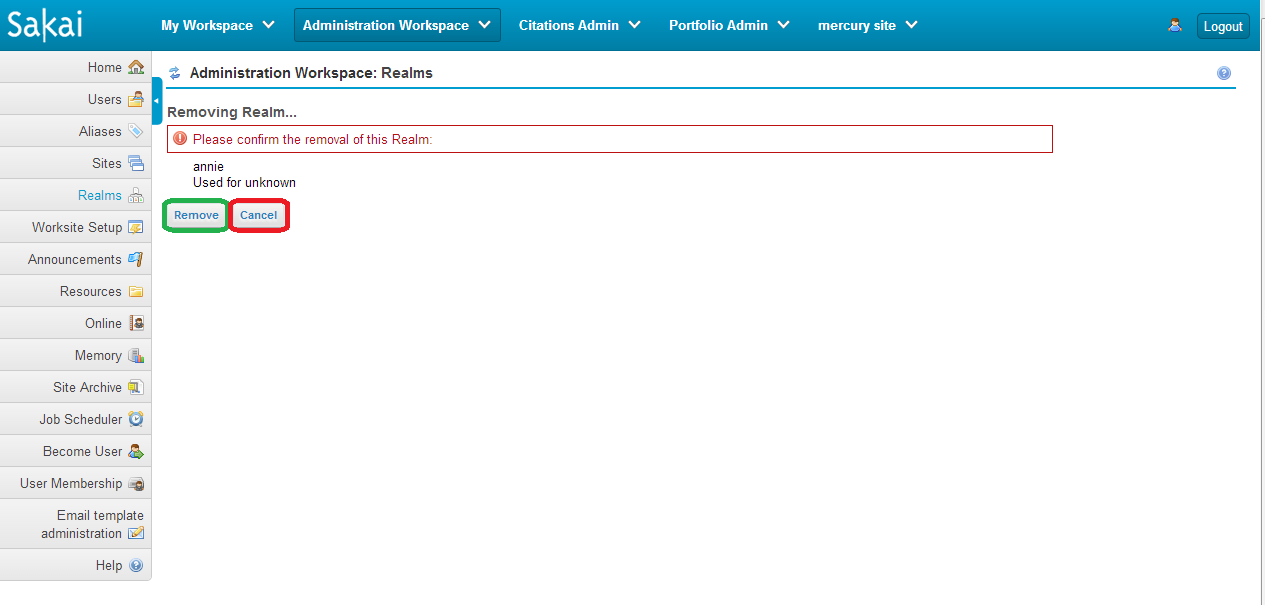 Sakai
My Workspace
Administration Workspace
Citations Admin
Portfolio Admin
mercury site
Logout
Home
Users
Aliases
Sites
Realms
Worksite Setup
Announcements
Resources
Online
Memory
Site Archive
Job Scheduler
Become User
User Membership
Email template
administration
Help
Administration Workspace: Realms
?
Removing Realm...
Please confirm the removal of this Realm:
annie
Used for unknown
Remove
Cancel